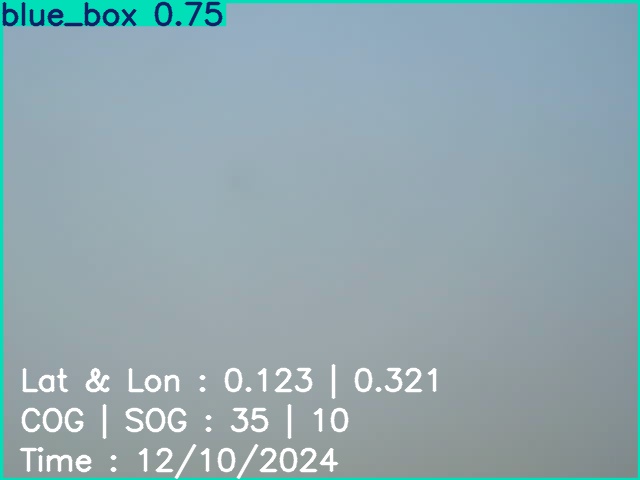 blue_box 0.75
Lat & Lon : 0.123 | 0.321
COG | SOG : 35 | 10
Time : 12/10/2024